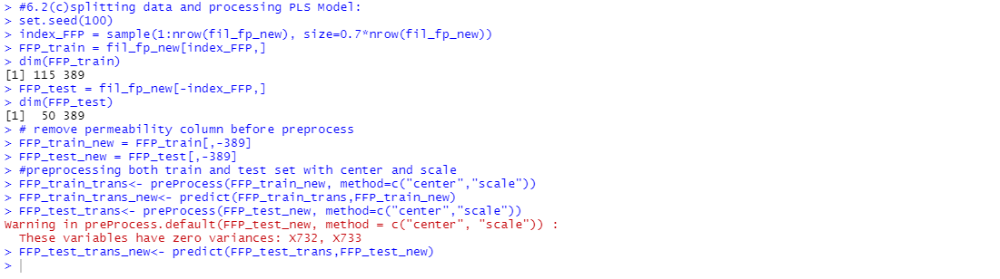 > #6.2(c)splitting data and processing PLS Model:
> set.seed(100)
> index_FFP = sample(1:nrow(fil_fp_new), size=0.7*nrow(fil_fp_new))
> FFP_train = fil_fp_new[index_FFP,]
> dim(FFP_train)
[1] 115 389
> FFP_test = fil_fp_new[-index_FFP,]
> dim(FFP_test)
[1]  50 389
> # remove permeability column before preprocess
> FFP_train_new = FFP_train[,-389]
> FFP_test_new = FFP_test[,-389]
> #preprocessing both train and test set with center and scale
> FFP_train_trans<- preProcess(FFP_train_new, method=c("center","scale"))
> FFP_train_trans_new<- predict(FFP_train_trans,FFP_train_new)
> FFP_test_trans<- preProcess(FFP_test_new, method=c("center","scale"))
Warning in preProcess.default(FFP_test_new, method = c("center", "scale")) :
  These variables have zero variances: X732, X733
> FFP_test_trans_new<- predict(FFP_test_trans,FFP_test_new)
>